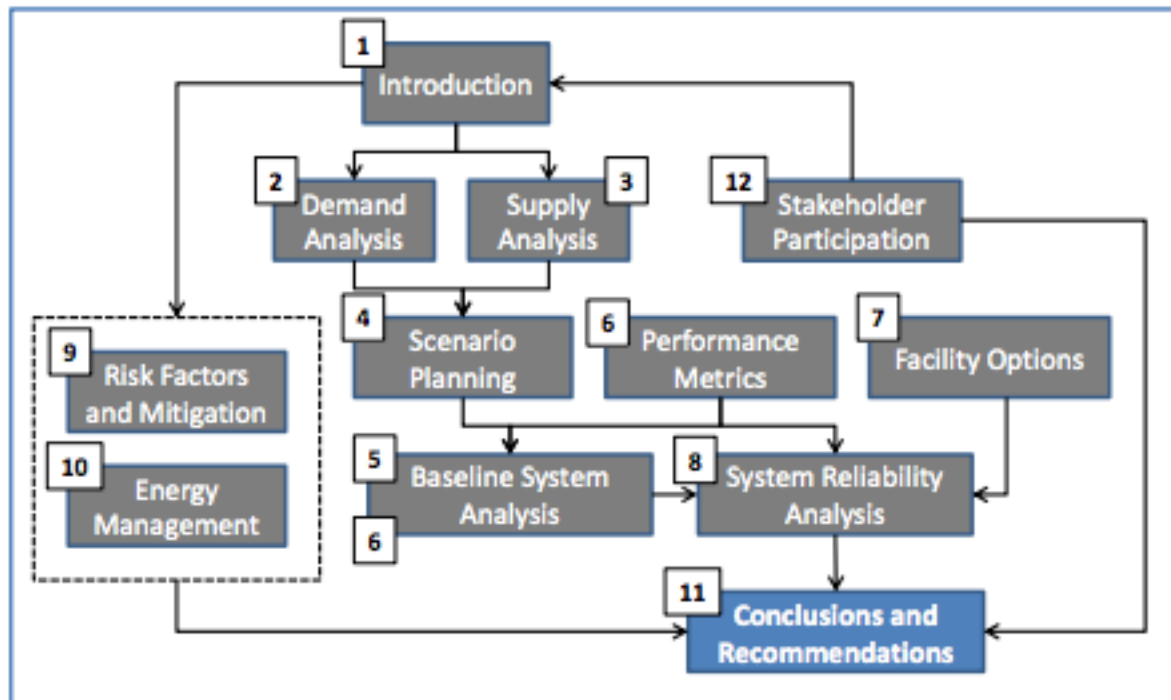 1
Introduction
2
Demand
Analysis
3
Supply
Analysis
12
Stakeholder
Participation
4
Scenario
Planning
6
Performance
Metrics
7
Facility Options
9
Risk Factors
and Mitigation
10
Energy
Management
5
Baseline System
Analysis
6
8
System Reliability
Analysis
11
Conclusions and
Recommendations